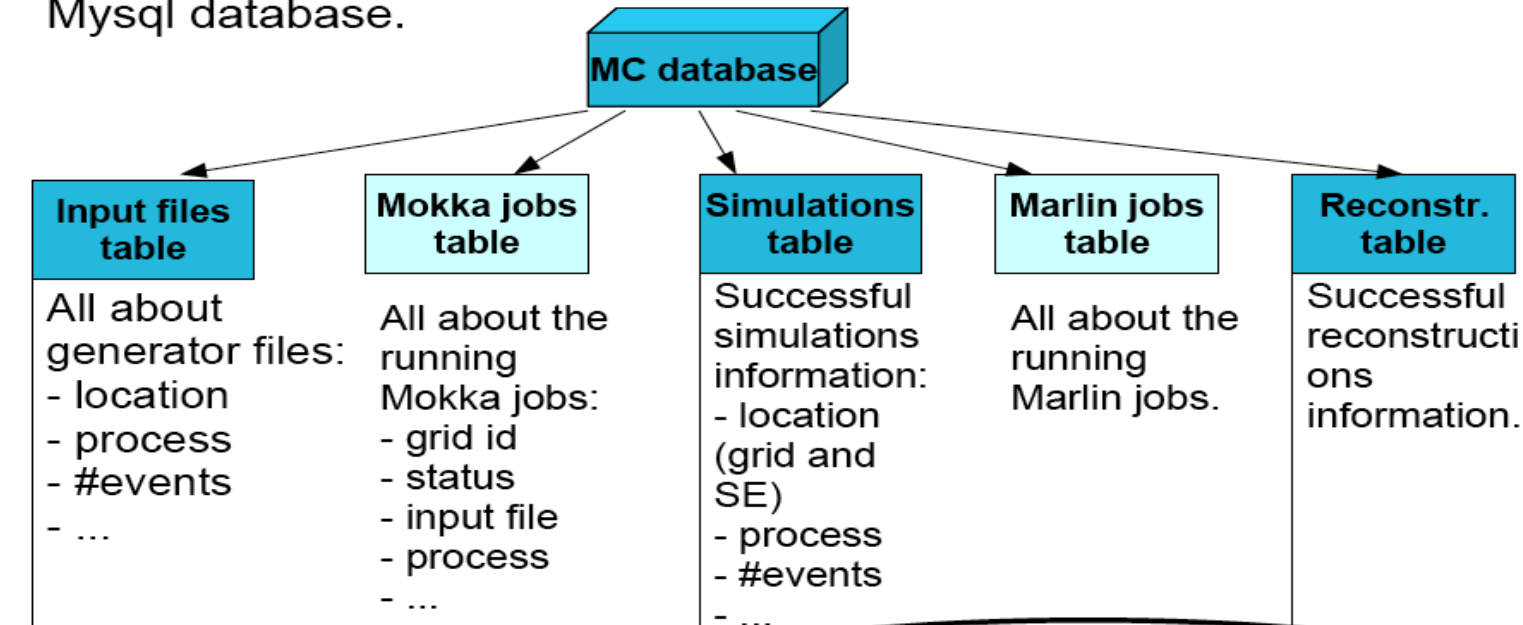 Mysql database.
MC database
Input files
table
All about
generator files:
- location
- process
- #events
- ...
Mokka jobs
table
All about the
running
Mokka jobs:
- grid id
- status
- input file
- process
- ...
Simulations
table
Successful
simulations
information:
- location
(grid and
SE)
- process
- #events
- ...
Marlin jobs
table
All about the
running
Marlin jobs.
Reconstr.
table
Successful
reconstructi
ons
information.